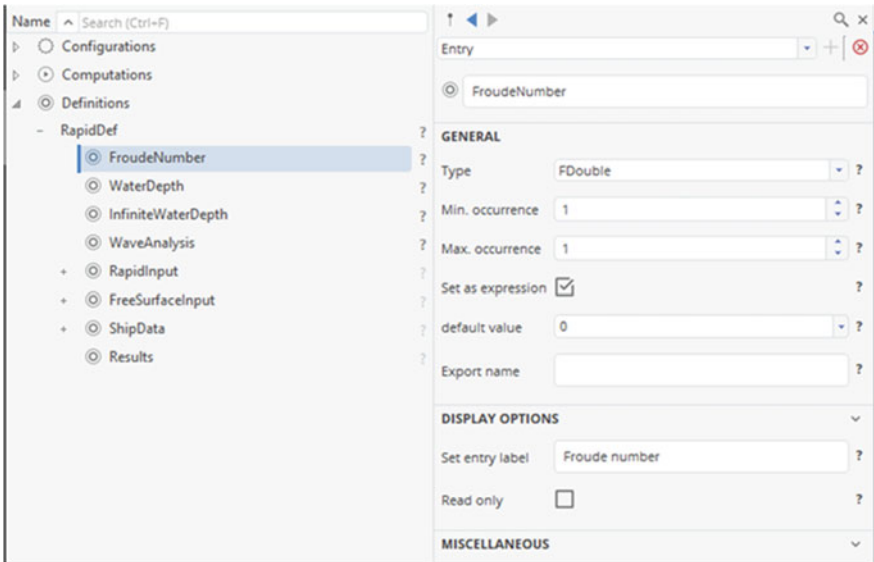 Name Search (Ctrl+F)
Configurations
Computations
Definitions
RapidDef ?
FroudeNumber ?
WaterDepth ?
InfiniteWaterDepth ?
WaveAnalysis ?
RapidInput ?
FreeSurfaceInput ?
ShipData ?
Results ?
Entry
FroudeNumber
GENERAL
Type FDouble ?
Min. occurrence 1 ?
Max. occurrence 1 ?
Set as expression ?
default value 0 ?
Export name ?
DISPLAY OPTIONS
Set entry label Froude number ?
Read only ?
MISCELLANEOUS